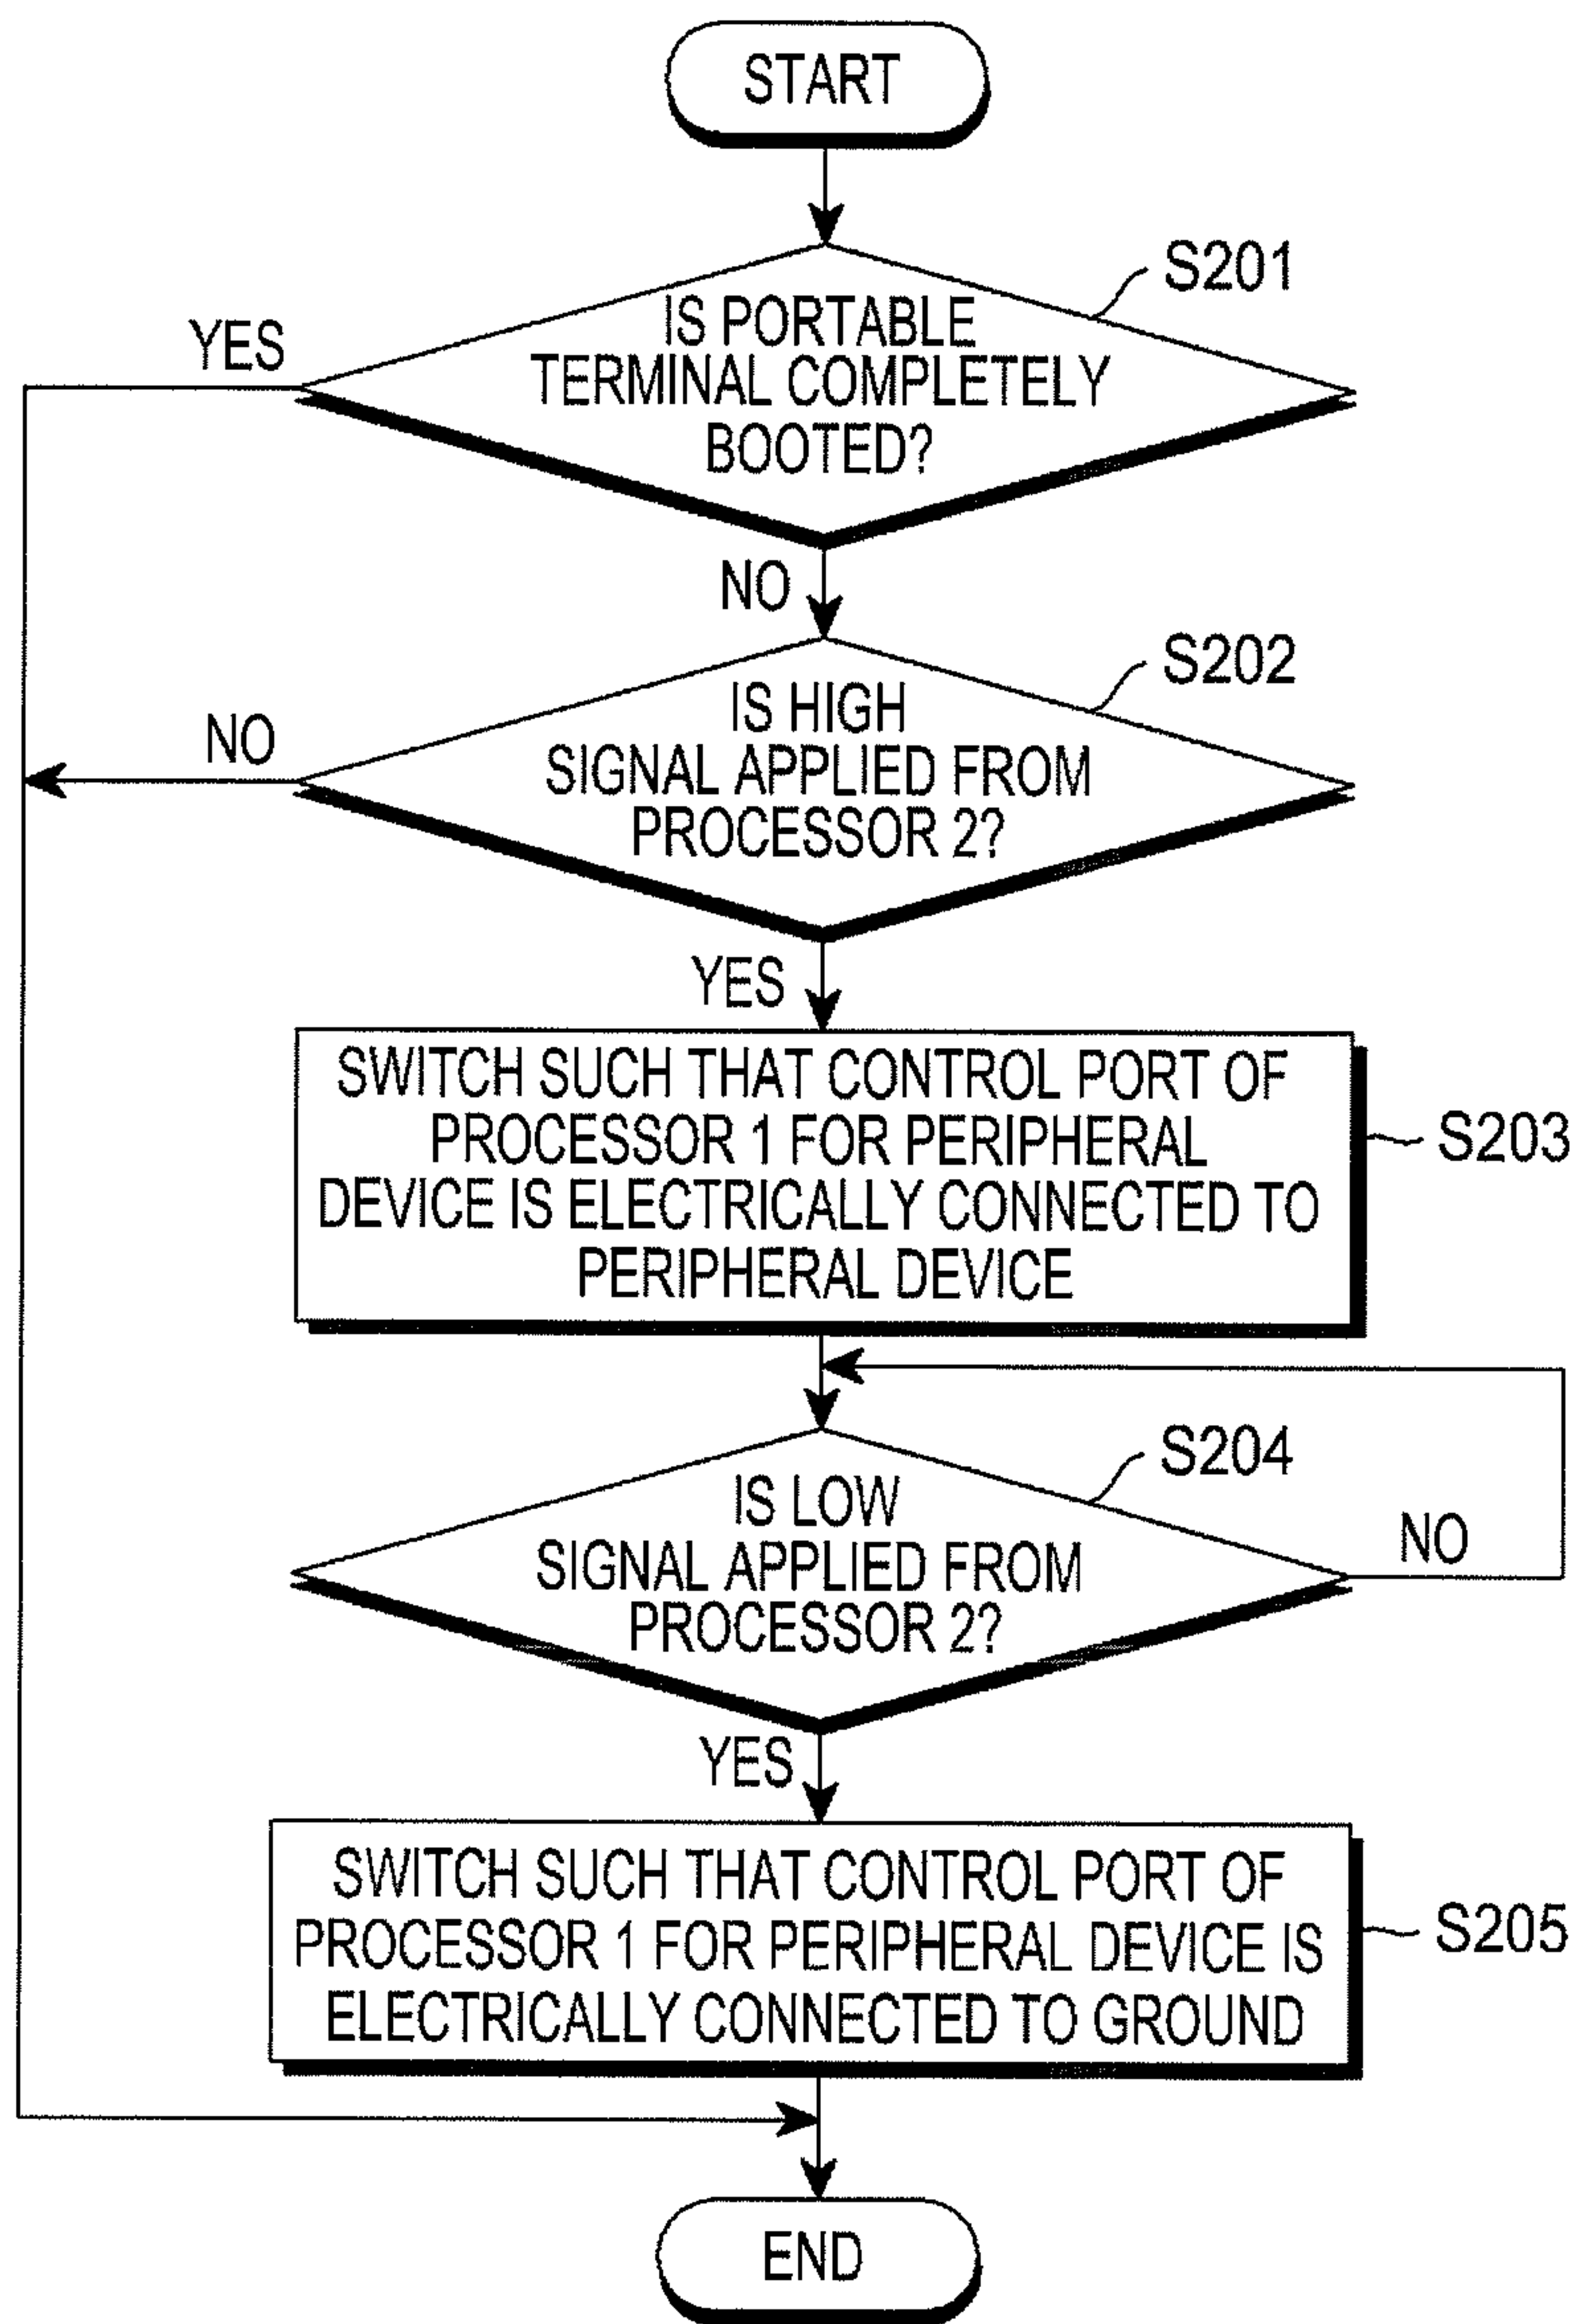 START
S201
IS PORTABLE
YES
TERMINAL COMPLETELY
BOOTED?
NO
S202
IS HIGH
NO
SIGNAL APPLIED FROM
PROCESSOR 2?
YES
SWITCH SUCH THAT CONTROL PORT OF
PROCESSOR 1 FOR PERIPHERAL
S203
DEVICE IS ELECTRICALLY CONNECTED TO
PERIPHERAL DEVICE
S204
IS LOW
NO
SIGNAL APPLIED FROM
PROCESSOR 2?
YES
SWITCH SUCH THAT CONTROL PORT OF
S205
PROCESSOR 1 FOR PERIPHERAL DEVICE IS
ELECTRICALLY CONNECTED TO GROUND
END